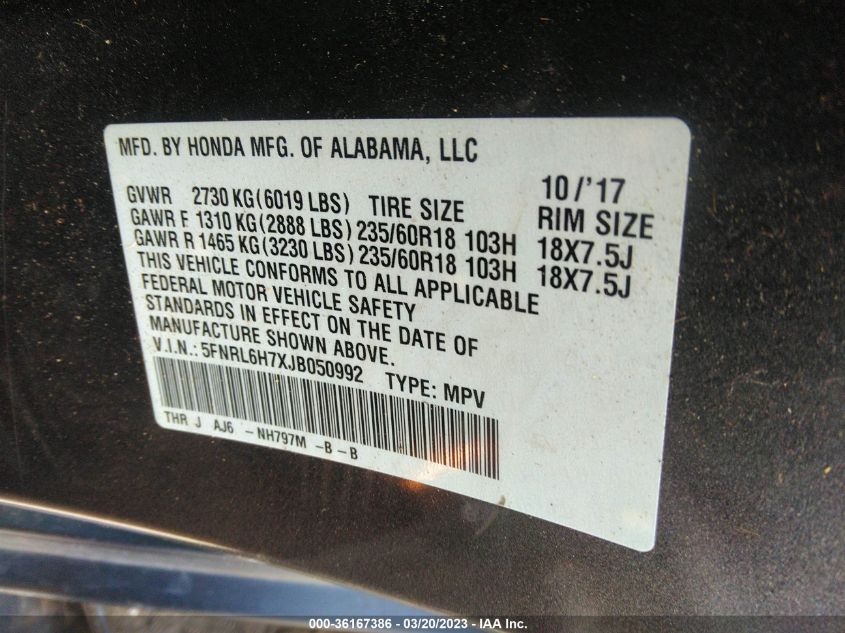 MFD. BY HONDA MFG. OF ALABAMA, LLC
10/'17
GVWR 2730 KG(6019 LBS) TIRE SIZE RIM SIZE
GAWR F 1310 KG(2888 LBS) 235/60R18 103H 18X7.5J
GAWR R 1465 KG(3230 LBS) 235/60R18 103H 18X7.5J
THIS VEHICLE CONFORMS TO ALL APPLICABLE
FEDERAL MOTOR VEHICLE SAFETY
STANDARDS IN EFFECT ON THE DATE OF
MANUFACTURE SHOWN ABOVE.
V.I.N.: 5FNRL6H7XJB050992 TYPE: MPV
THR J AJ6 - NH797M - B - B
000-36167386 - 03/20/2023 - IAA Inc.